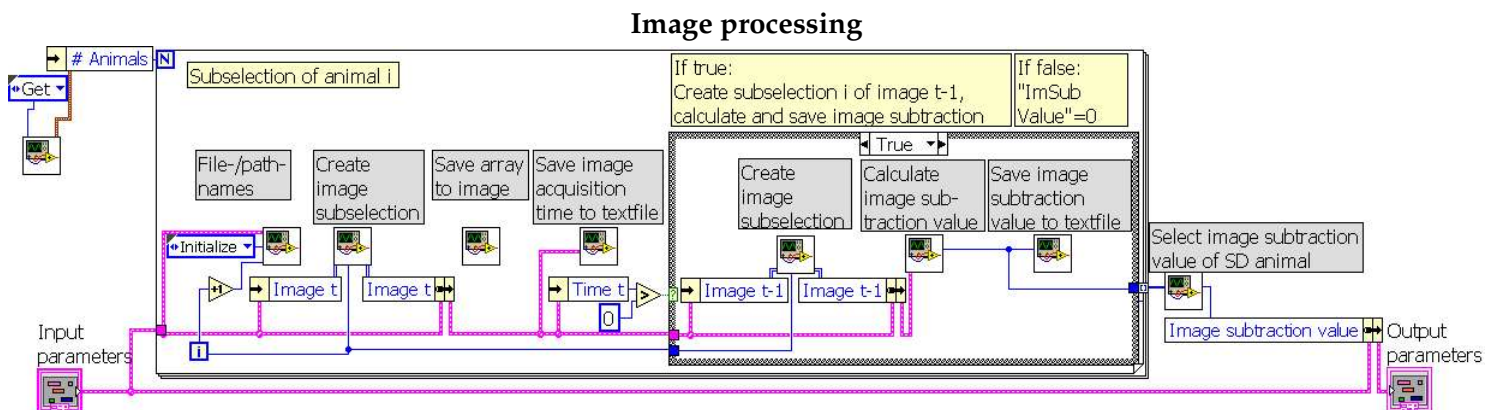 Image processing
# Animals
N
Get
Subselection of animal i
If true:
Create subselection i of image t-1,
calculate and save image subtraction
If false:
"ImSub
Value"=0
True
File-/path-
names
Create
image
subselection
Save array
to image
Save image
acquisition
time to textfile
Create
image
subselection
Calculate
image sub-
traction value
Save image
subtraction
value to textfile
Select image subtraction
value of SD animal
Initialize
+1
Image t
Image t
Time t
0
>
?
Image t-1
Image t-1
i
Input
parameters
Image subtraction value
Output
parameters